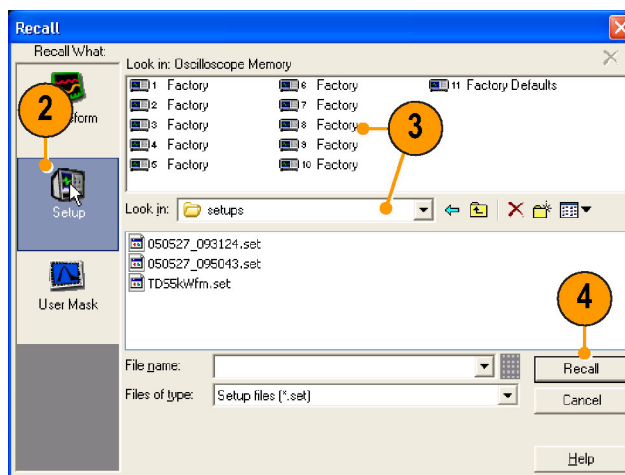 Recall
Recall What:
Look in: Oscilloscope Memory
1 Factory
2 Factory
3 Factory
4 Factory
5 Factory
6 Factory
7 Factory
8 Factory
9 Factory
10 Factory
11 Factory Defaults
2
form
3
Setup
Look in: setups
050527_093124.set
050527_095043.set
TDS5kWfm.set
User Mask
4
File name:
Recall
Files of type: Setup files (*.set)
Cancel
Help